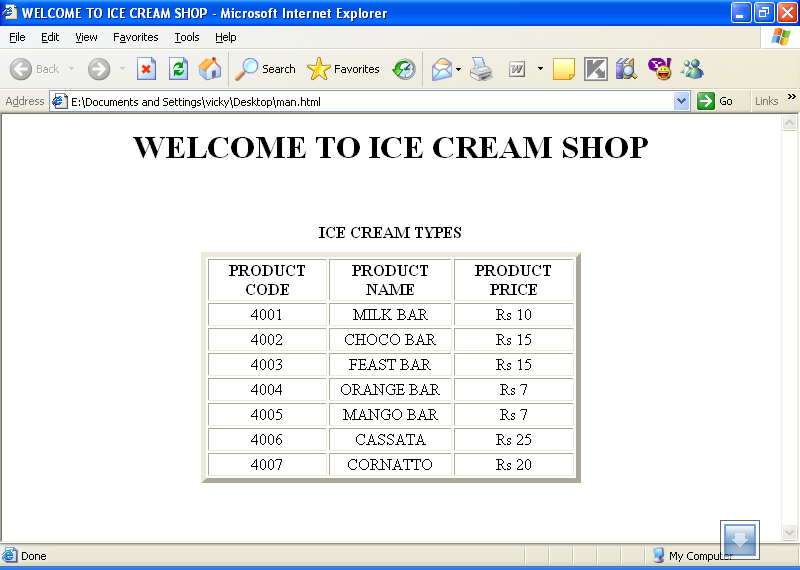 WELCOME TO ICE CREAM SHOP - Microsoft Internet Explorer
File Edit View Favorites Tools Help
Back Search Favorites
Address E:\Documents and Settings\vicky\Desktop\man.html Go Links »
WELCOME TO ICE CREAM SHOP
ICE CREAM TYPES
PRODUCT CODE PRODUCT NAME PRODUCT PRICE
4001 MILK BAR Rs 10
4002 CHOCO BAR Rs 15
4003 FEAST BAR Rs 15
4004 ORANGE BAR Rs 7
4005 MANGO BAR Rs 7
4006 CASSATA Rs 25
4007 CORNATTO Rs 20
Done My Computer